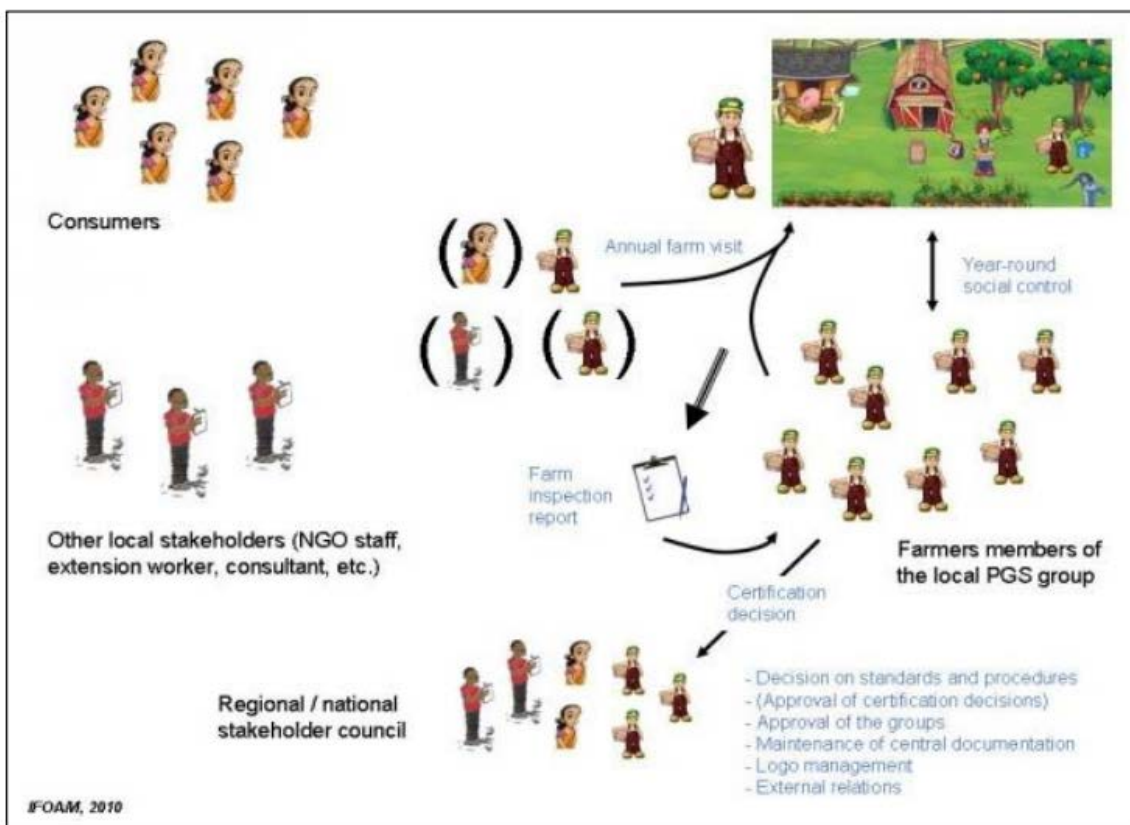 Consumers
Annual farm visit
Year-round
social control
Farm
inspection
report
Other local stakeholders (NGO staff,
extension worker, consultant, etc.)
Farmers members of
the local PGS group
Certification
decision
Regional / national
stakeholder council
- Decision on standards and procedures
- (Approval of certification decisions)
- Approval of the groups
- Maintenance of central documentation
- Logo management
- External relations
IFOAM, 2010